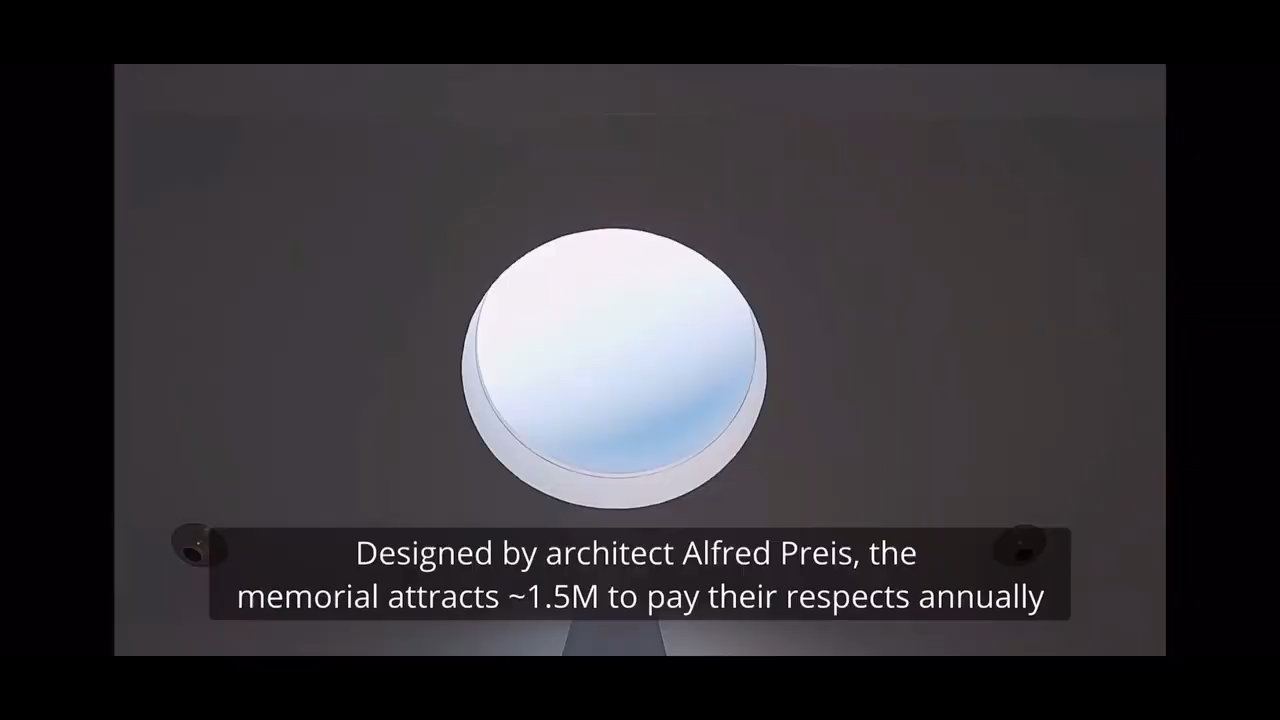 Designed by architect Alfred Preis, the
memorial attracts ~1.5M to pay their respects annually